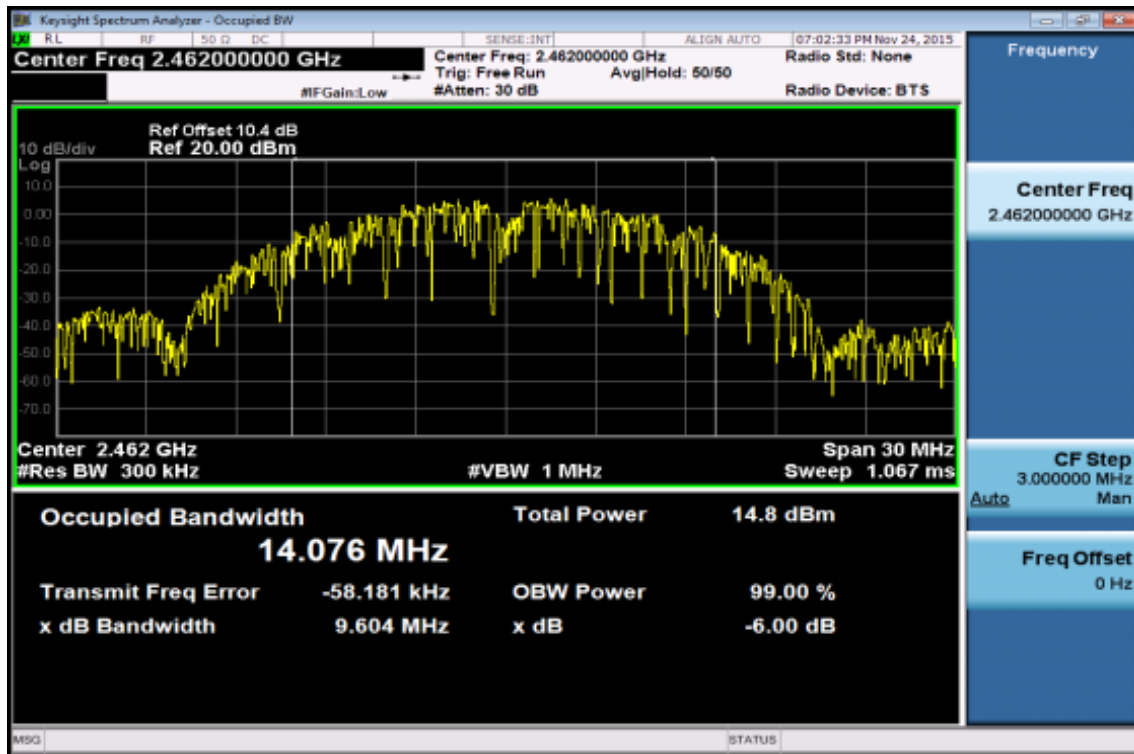 Keysight Spectrum Analyzer - Occupied BW
RL RF 50 Ω DC SENSE:INT ALIGN AUTO 07:02:33 PM Nov 24, 2015
Center Freq 2.462000000 GHz
Center Freq: 2.462000000 GHz Radio Std: None
Trig: Free Run Avg|Hold: 50/50
#IFGain:Low #Atten: 30 dB Radio Device: BTS
Ref Offset 10.4 dB
10 dB/div Ref 20.00 dBm
Log
10.0
0.00
-10.0
-20.0
-30.0
-40.0
-50.0
-60.0
-70.0
Center 2.462 GHz Span 30 MHz
#Res BW 300 kHz #VBW 1 MHz Sweep 1.067 ms
Occupied Bandwidth Total Power 14.8 dBm
14.076 MHz
Transmit Freq Error -58.181 kHz OBW Power 99.00 %
x dB Bandwidth 9.604 MHz x dB -6.00 dB
MSG STATUS
Frequency
Center Freq
2.462000000 GHz
CF Step
3.000000 MHz
Auto Man
Freq Offset
0 Hz